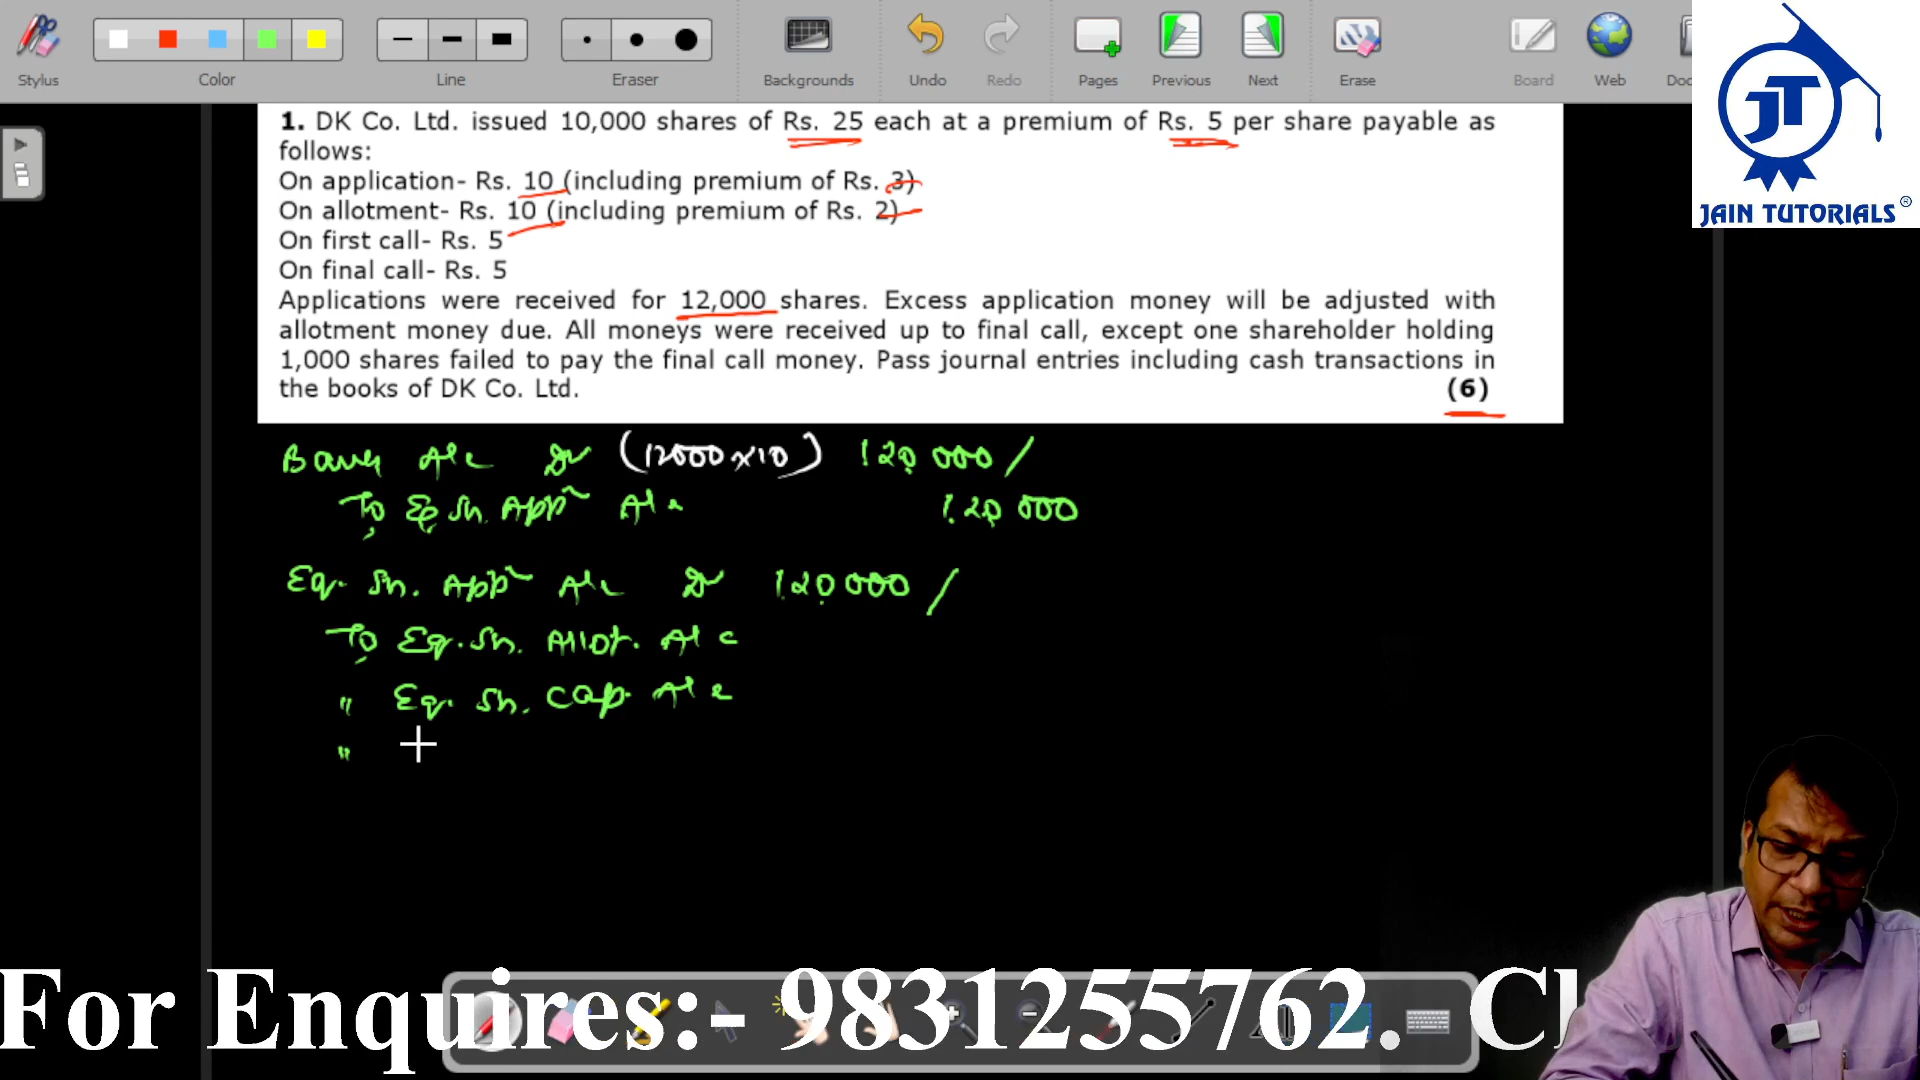 Stylus
Color
Line
Eraser
Backgrounds
Undo
Redo
Pages
Previous
Next
Erase
Board
Web
JT
JAIN TUTORIALS®
1. DK Co. Ltd. issued 10,000 shares of Rs. 25 each at a premium of Rs. 5 per share payable as
follows:
On application- Rs. 10 (including premium of Rs. 3)
On allotment- Rs. 10 (including premium of Rs. 2)
On first call- Rs. 5
On final call- Rs. 5
Applications were received for 12,000 shares. Excess application money will be adjusted with
allotment money due. All moneys were received up to final call, except one shareholder holding
1,000 shares failed to pay the final call money. Pass journal entries including cash transactions in
the books of DK Co. Ltd. (6)
Bank A/c Dr (12000x10) 120000/
To Eq Sh. Appn A/c 120000
Eq. Sh. Appn A/c Dr 120000/
To Eq. Sh. Allot. A/c
" Eq. Sh. Cap. A/c
"
For Enquires:- 9831255762.